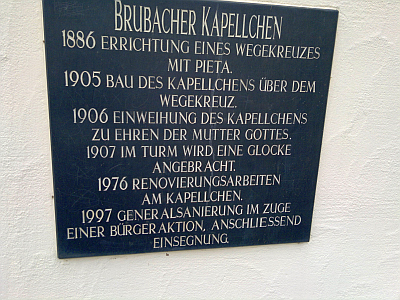 BRUBACHER KAPELLCHEN
1886 ERRICHTUNG EINES WEGEKREUZES
MIT PIETA.
1905 BAU DES KAPELLCHENS ÜBER DEM
WEGEKREUZ.
1906 EINWEIHUNG DES KAPELLCHENS
ZU EHREN DER MUTTER GOTTES.
1907 IM TURM WIRD EINE GLOCKE
ANGEBRACHT.
1976 RENOVIERUNGSARBEITEN
AM KAPELLCHEN.
1997 GENERALSANIERUNG IM ZUGE
EINER BÜRGERAKTION, ANSCHLIESSEND
EINSEGNUNG.